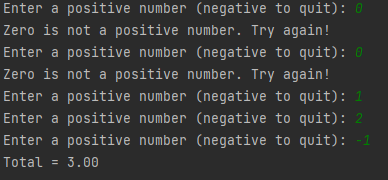 Enter a positive number (negative to quit): 0
Zero is not a positive number. Try again!
Enter a positive number (negative to quit): 0
Zero is not a positive number. Try again!
Enter a positive number (negative to quit): 1
Enter a positive number (negative to quit): 2
Enter a positive number (negative to quit): -1
Total = 3.00